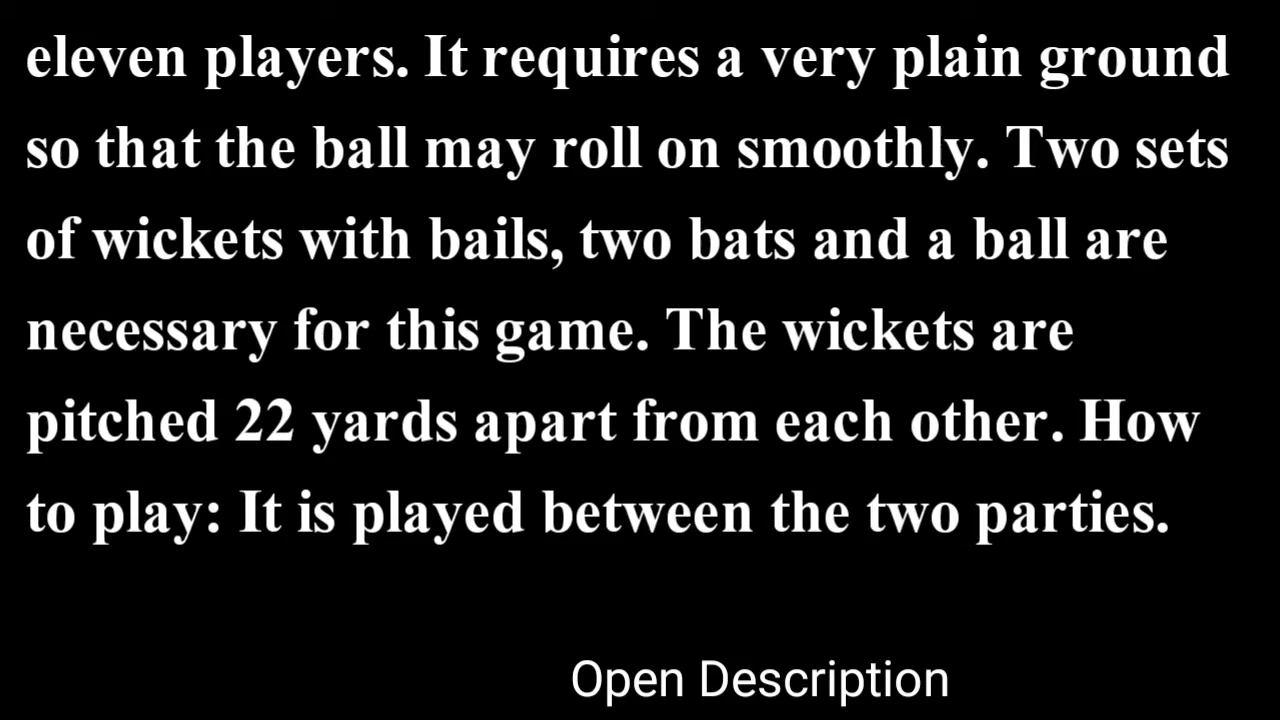 eleven players. It requires a very plain ground
so that the ball may roll on smoothly. Two sets
of wickets with bails, two bats and a ball are
necessary for this game. The wickets are
pitched 22 yards apart from each other. How
to play: It is played between the two parties.
Open Description